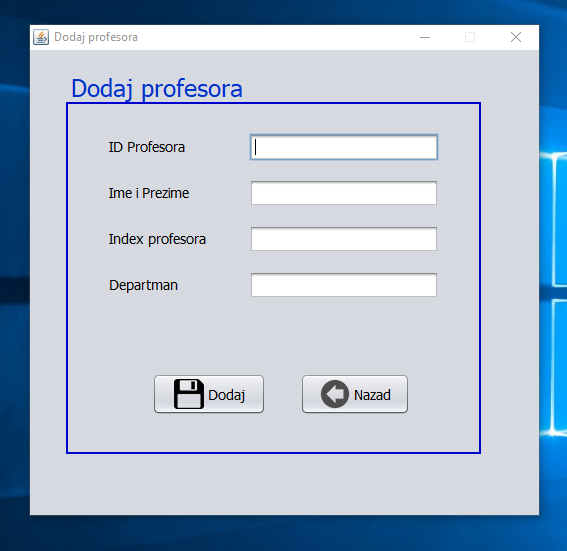 Dodaj profesora
Dodaj profesora
ID Profesora
Ime i Prezime
Index profesora
Departman
Dodaj
Nazad